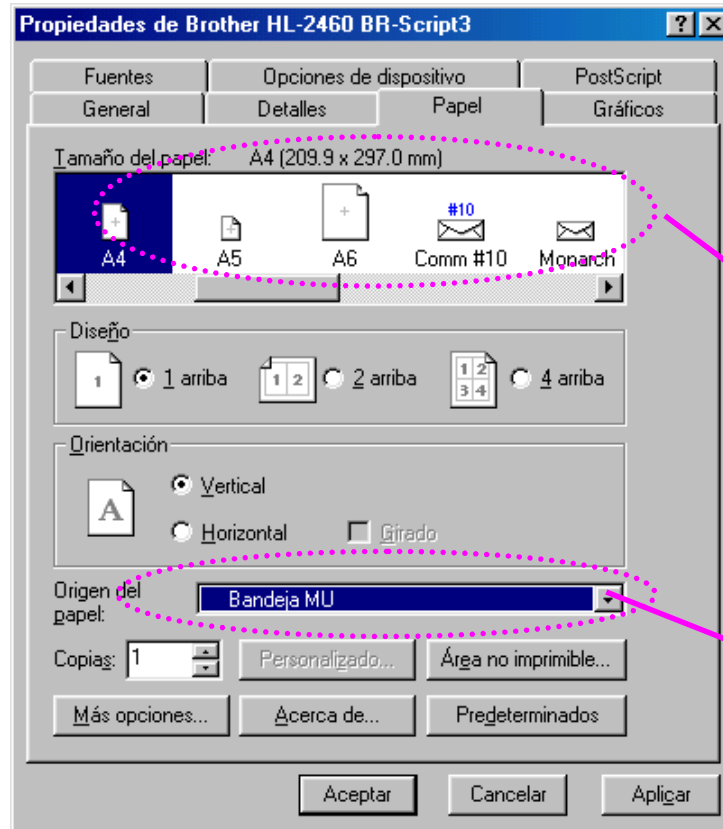 Propiedades de Brother HL-2460 BR-Script3
Fuentes Opciones de dispositivo PostScript
General Detalles Papel Gráficos
Tamaño del papel: A4 (209.9 x 297.0 mm)
#10
A4 A5 A6 Comm #10 Monarch
Diseño
1 1 arriba 1 2 2 arriba 1 2 3 4 4 arriba
Orientación
A
Vertical
Horizontal Girado
Origen del
papel: Bandeja MU
Copias: 1 Personalizado... Área no imprimible...
Más opciones... Acerca de... Predeterminados
Aceptar Cancelar Aplicar